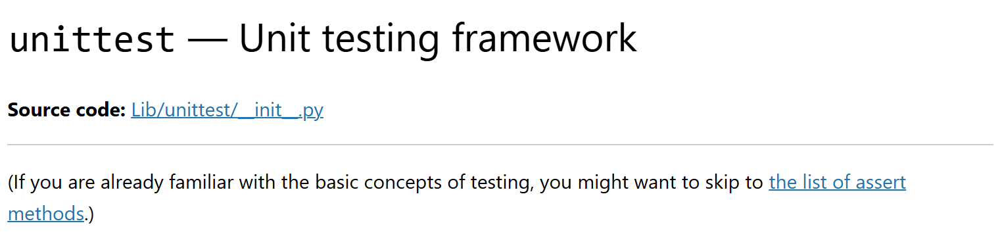 unittest — Unit testing framework
Source code: Lib/unittest/__init__.py
(If you are already familiar with the basic concepts of testing, you might want to skip to the list of assert
methods.)